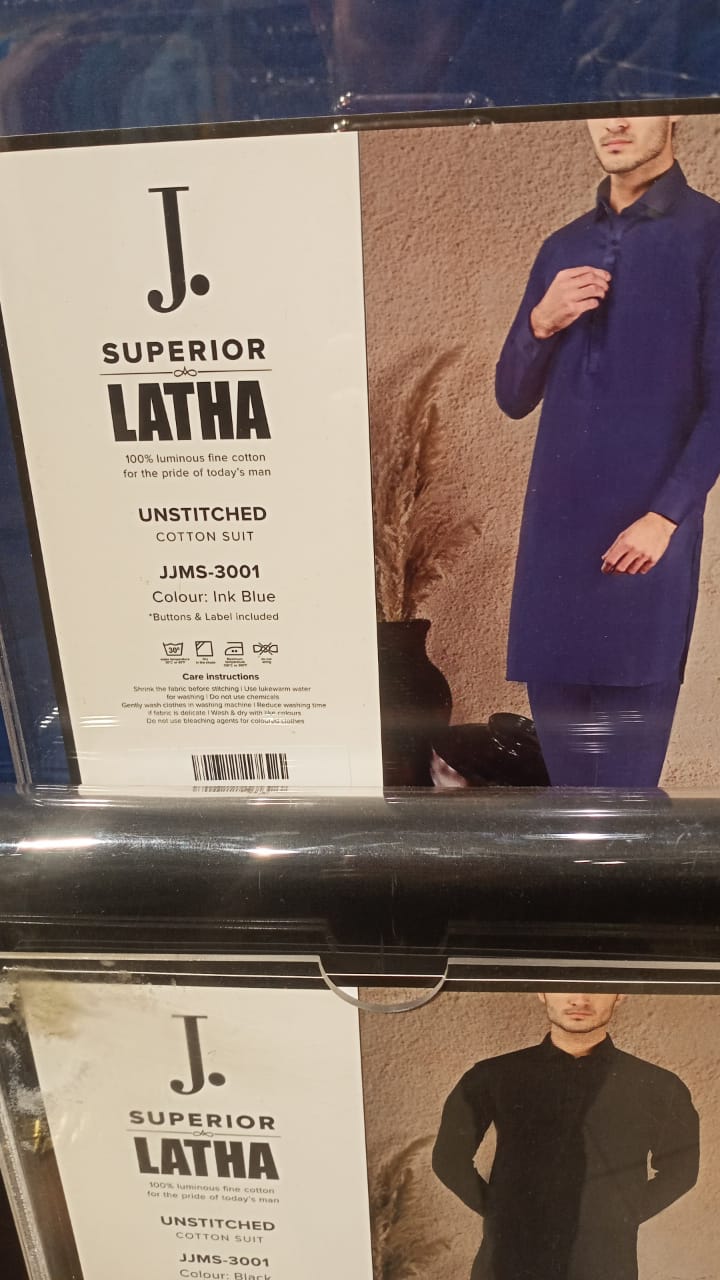 J.
SUPERIOR
LATHA
100% luminous fine cotton
for the pride of today's man
UNSTITCHED
COTTON SUIT
JJMS-3001
Colour: Ink Blue
*Buttons & Label included
30°
Care instructions
Shrink the fabric before stitching | Use lukewarm water
for washing | Do not use chemicals
Gently wash clothes in washing machine | Reduce washing time
if fabric is delicate | Wash & dry with like colours
Do not use bleaching agents for coloured clothes
J.
SUPERIOR
LATHA
100% luminous fine cotton
for the pride of today's man
UNSTITCHED
COTTON SUIT
JJMS-3001
Colour: Black